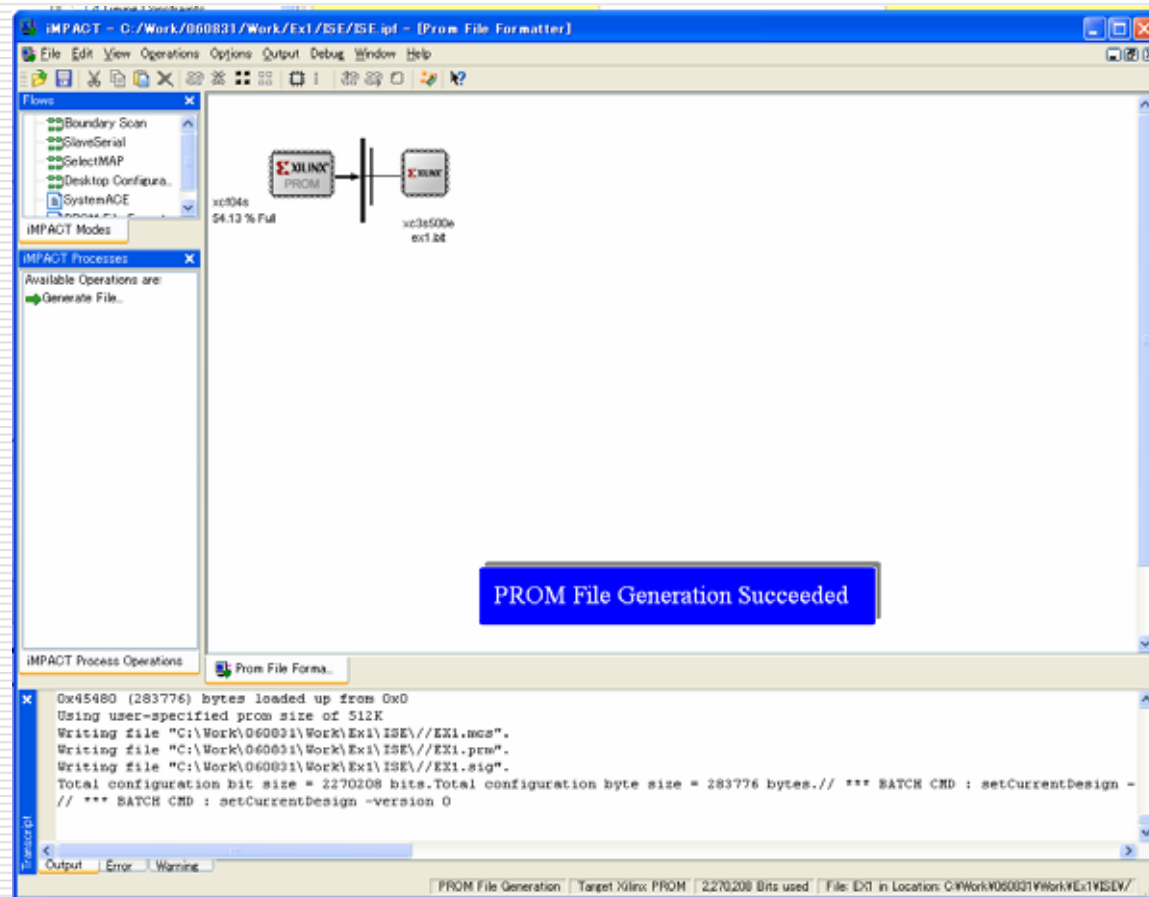 iMPACT - C:/Work/060831/Work/Ex1/ISE/ISE.ipf - [Prom File Formatter]
File Edit View Operations Options Output Debug Window Help
Flows
Boundary Scan
SlaveSerial
SelectMAP
Desktop Configura..
SystemACE
iMPACT Modes
XILINX
PROM
XILINX
xcf04s
54.13 % Full
xc3s500e
ex1.bit
iMPACT Processes
Available Operations are:
Generate File..
PROM File Generation Succeeded
iMPACT Process Operations
Prom File Forma..
0x45480 (283776) bytes loaded up from 0x0
Using user-specified prom size of 512K
Writing file "C:\Work\060831\Work\Ex1\ISE\//EX1.mcs".
Writing file "C:\Work\060831\Work\Ex1\ISE\//EX1.prm".
Writing file "C:\Work\060831\Work\Ex1\ISE\//EX1.sig".
Total configuration bit size = 2270208 bits.Total configuration byte size = 283776 bytes.// *** BATCH CMD : setCurrentDesign -
// *** BATCH CMD : setCurrentDesign -version 0
Transcript
Output Error Warning
PROM File Generation Target Xilinx PROM 2,270,208 Bits used File: EX1 in Location: C:¥Work¥060831¥Work¥Ex1¥ISE¥/